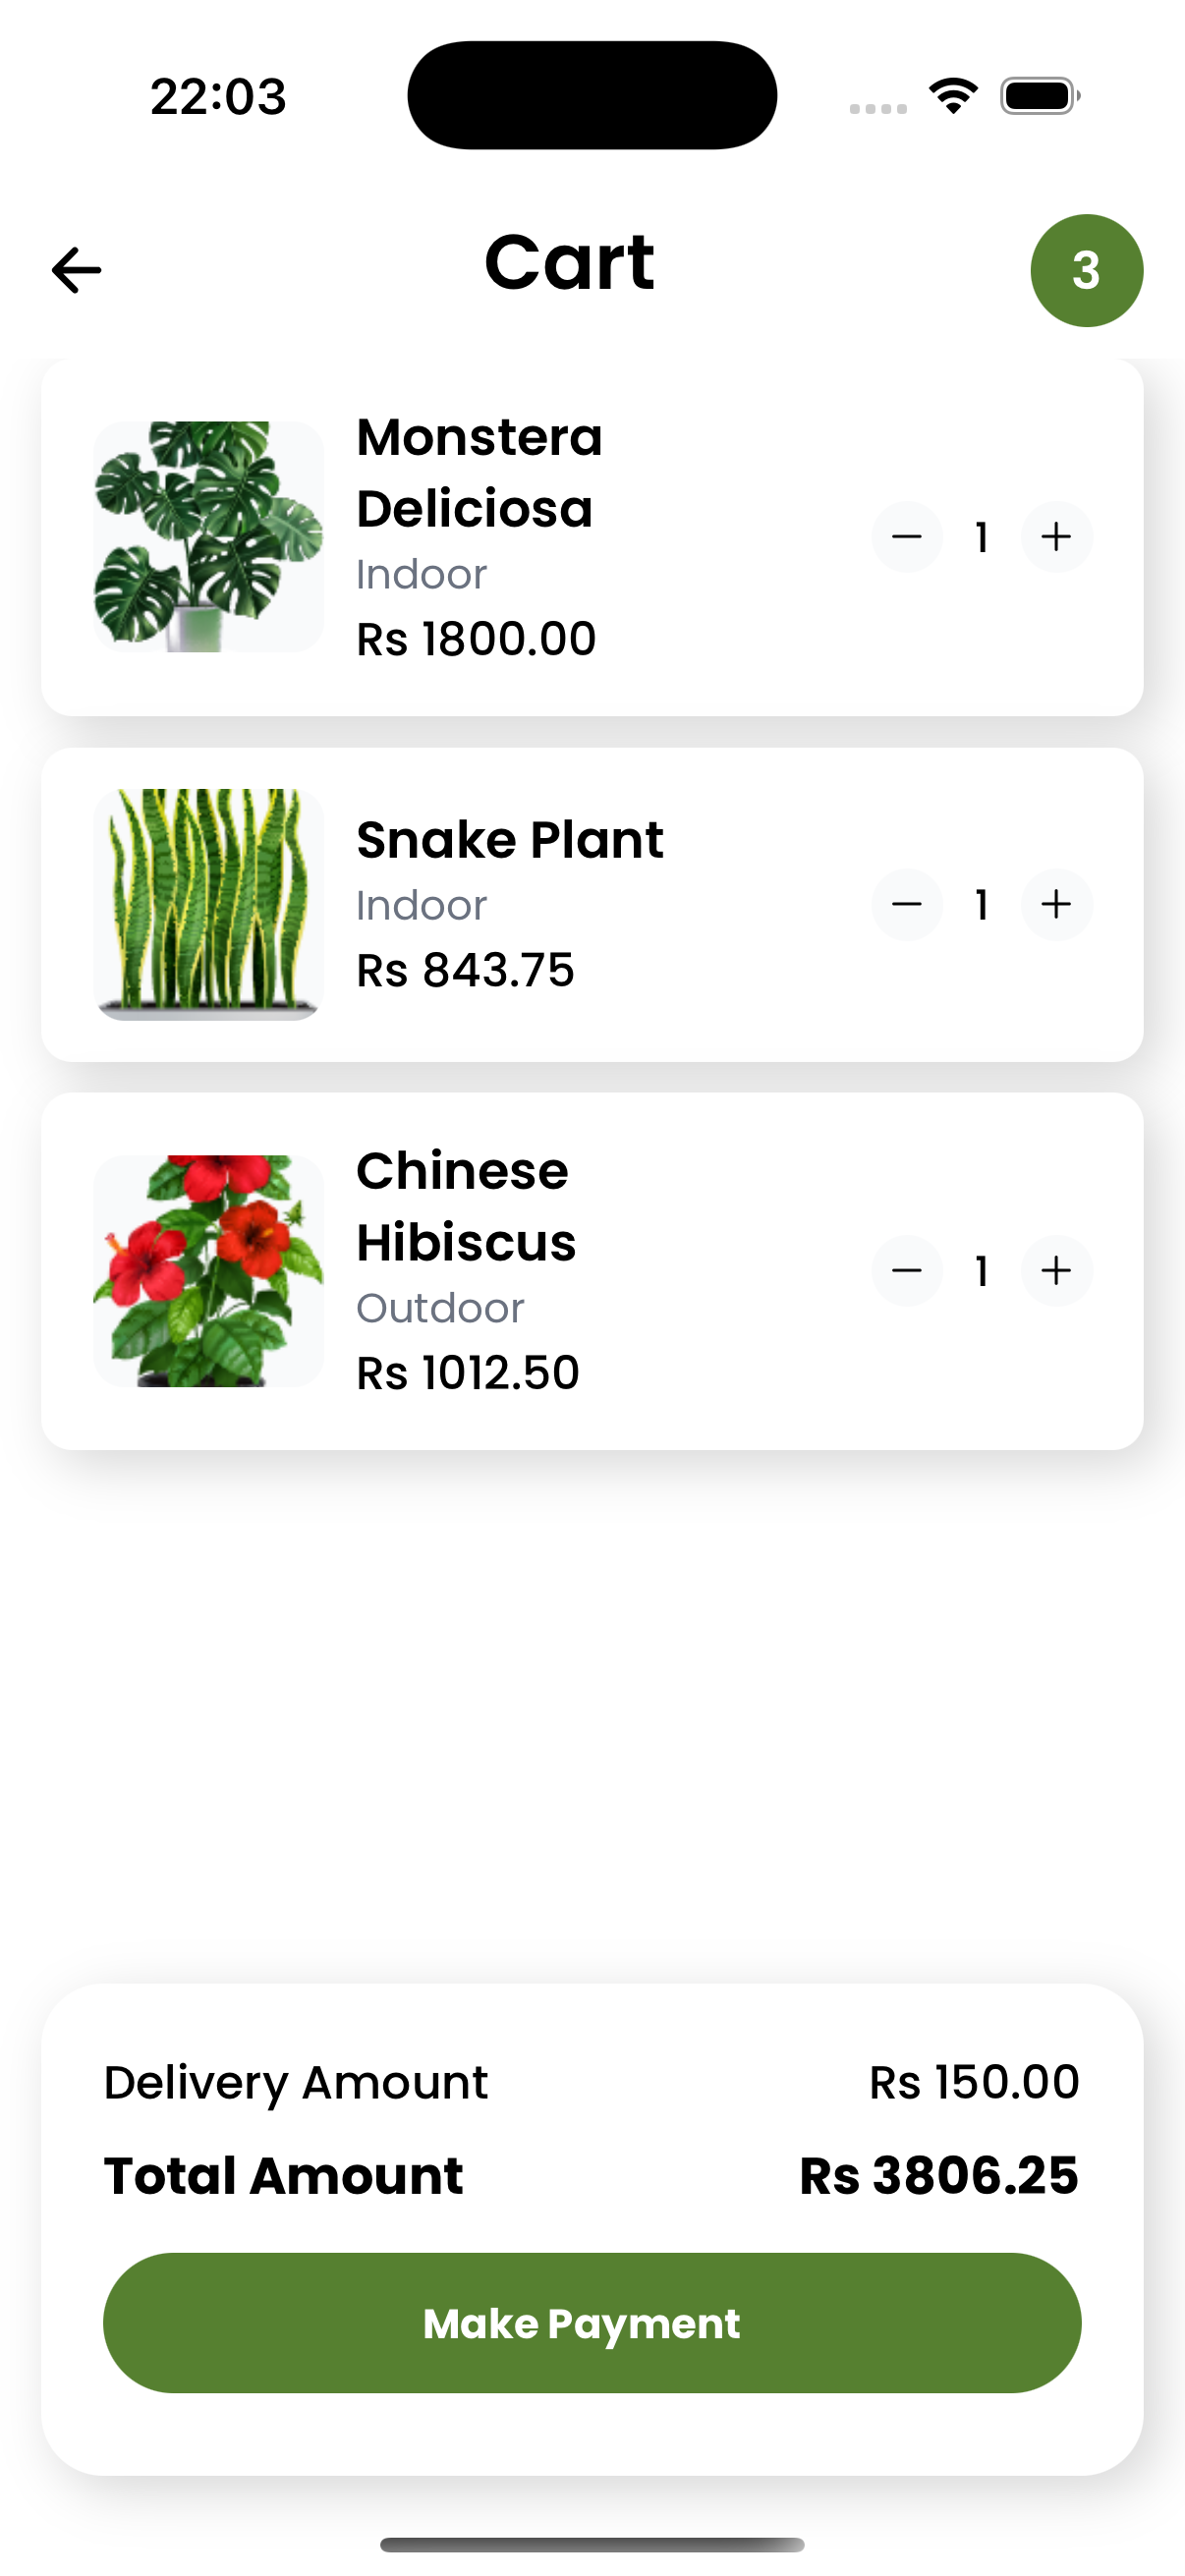 22:03
Cart
3
Monstera
Deliciosa
Indoor
Rs 1800.00
1
Snake Plant
Indoor
Rs 843.75
1
Chinese
Hibiscus
Outdoor
Rs 1012.50
1
Delivery Amount Rs 150.00
Total Amount Rs 3806.25
Make Payment